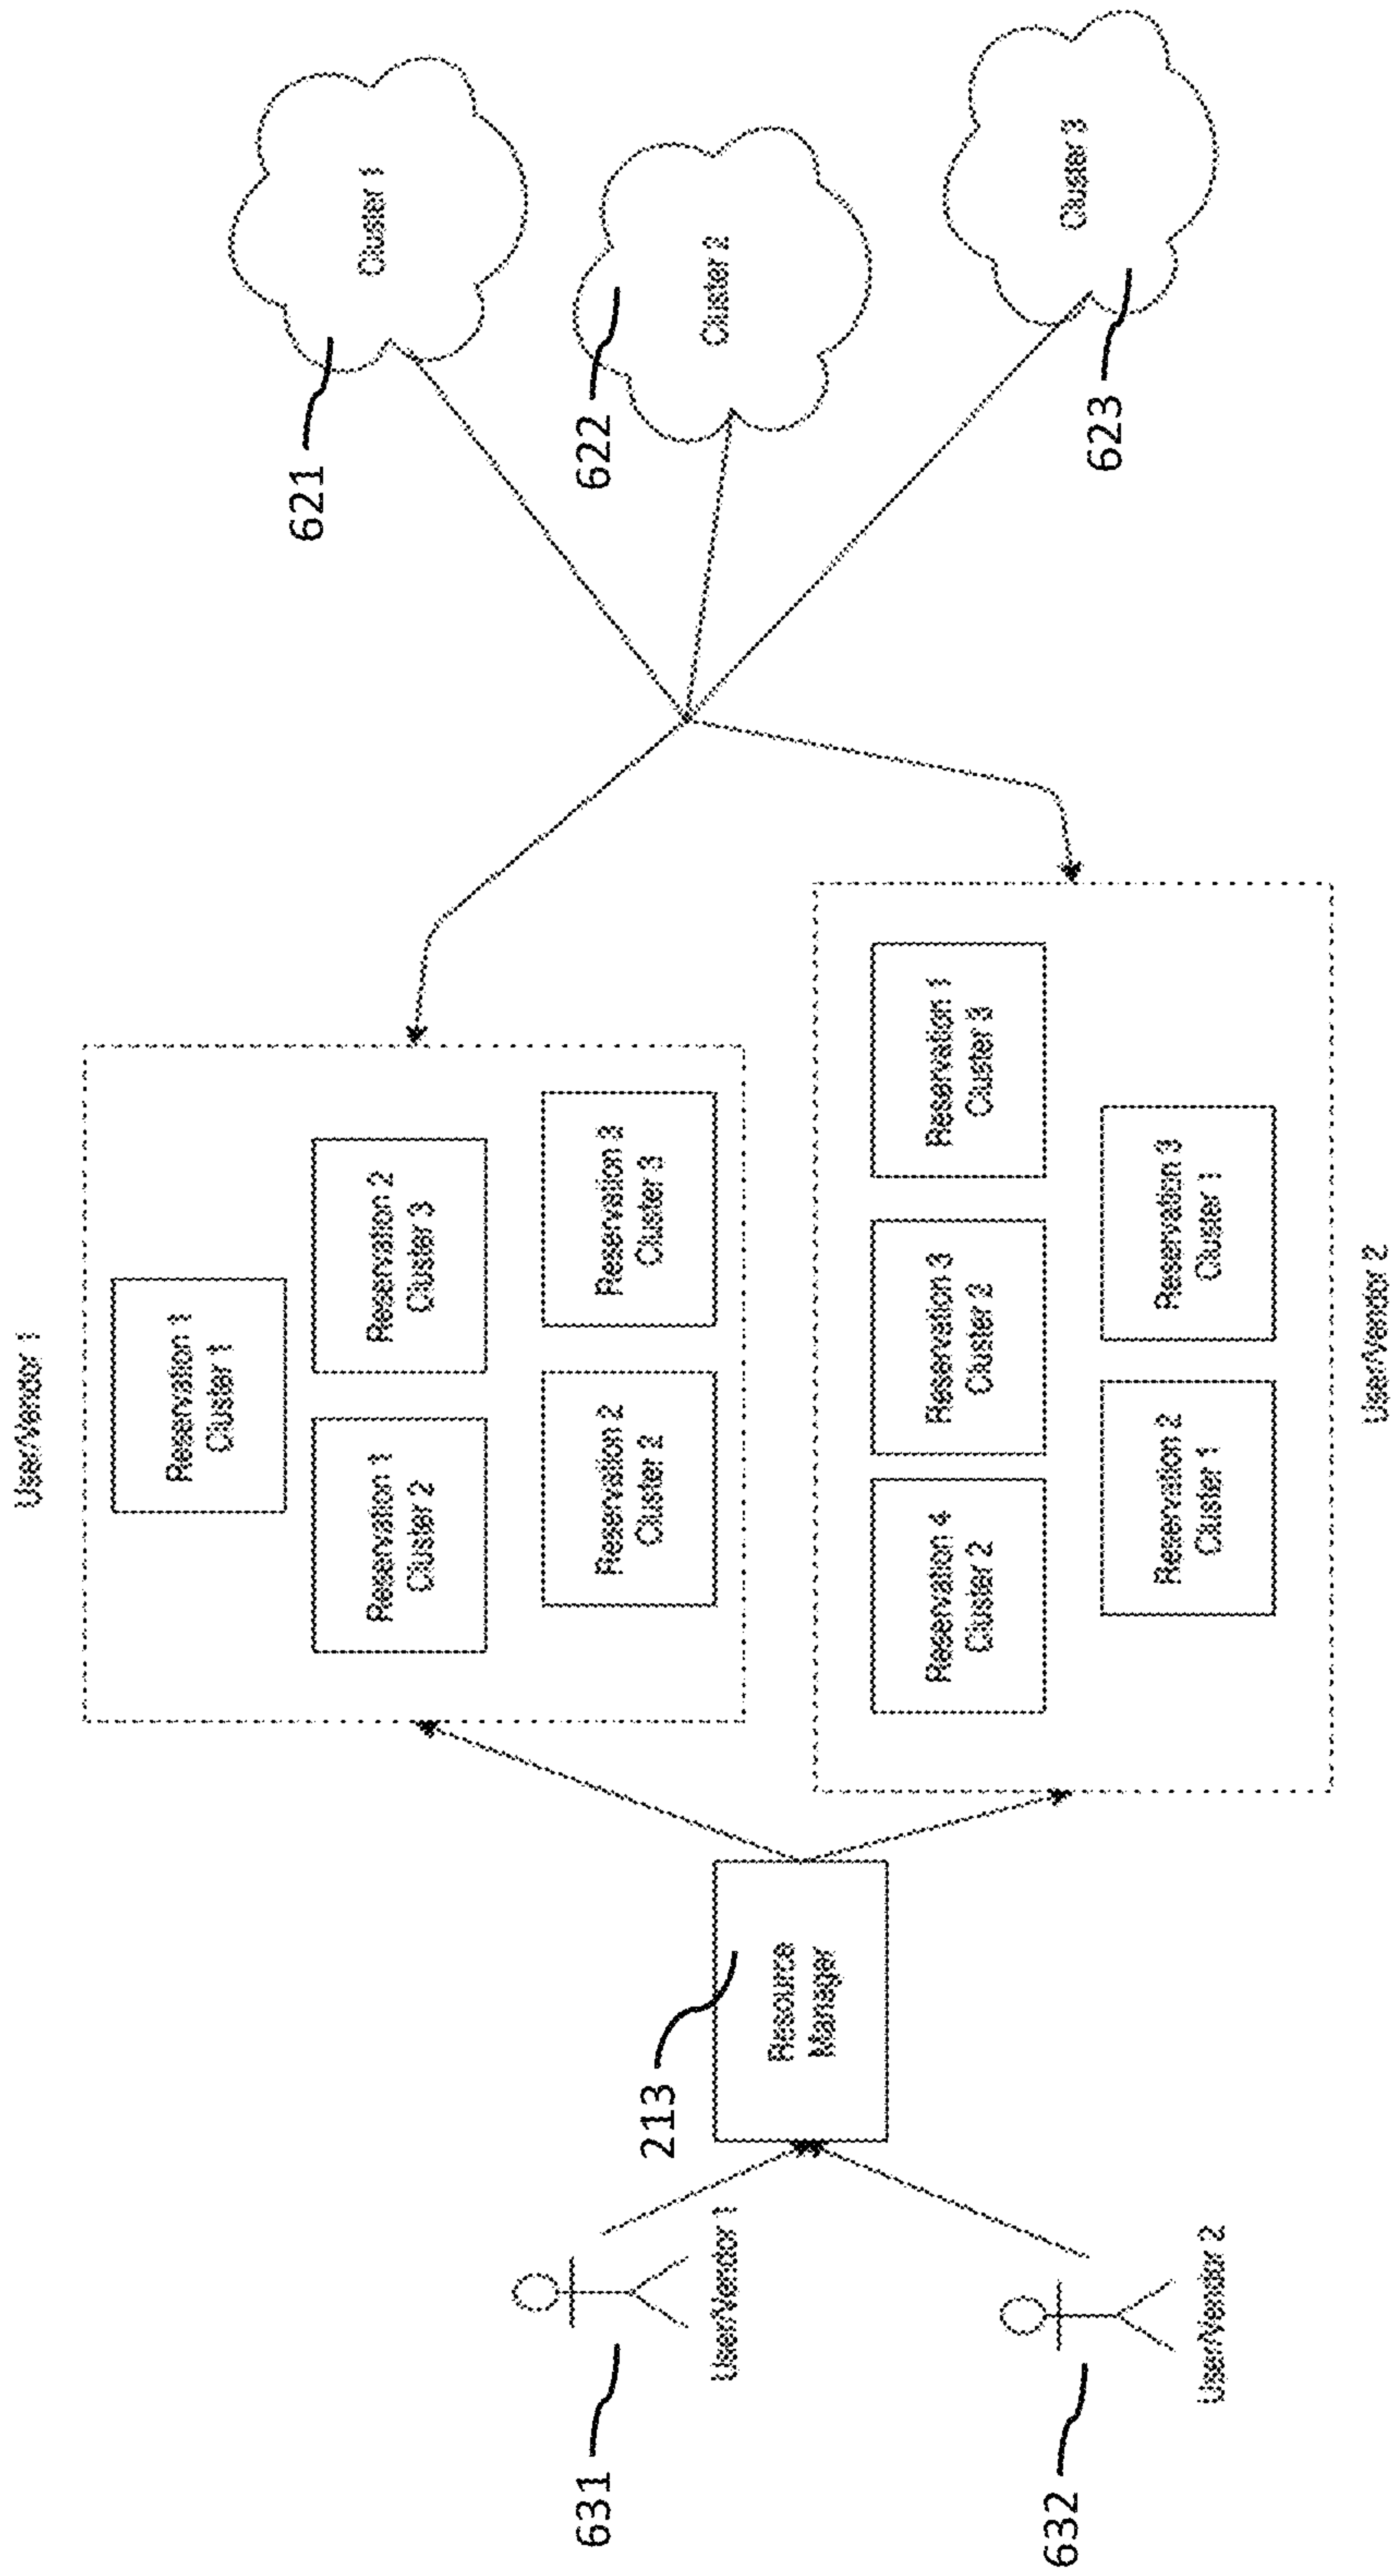 User/Vendor 1
Reservation 1
Cluster 1
621
Cluster 1
Reservation 1
Cluster 2
Reservation 2
Cluster 3
Reservation 2
Cluster 2
Reservation 3
Cluster 3
622
Cluster 2
631
User/Vendor 1
213
Resource
Manager
Reservation 4
Cluster 2
Reservation 3
Cluster 2
Reservation 1
Cluster 3
623
Cluster 3
632
User/Vendor 2
Reservation 2
Cluster 1
Reservation 3
Cluster 1
User/Vendor 2